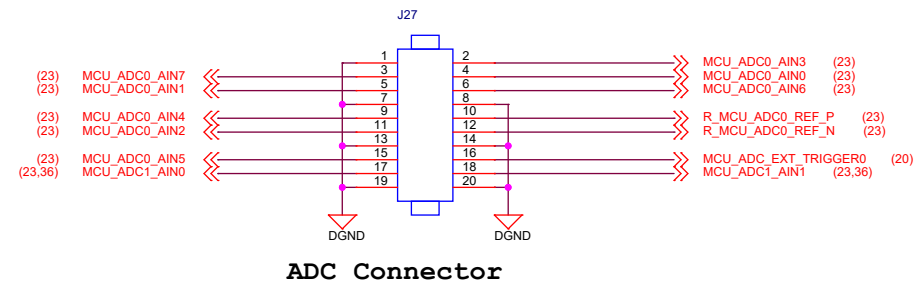 J27
1 2 MCU_ADC0_AIN3 (23)
(23) MCU_ADC0_AIN7 3 4 MCU_ADC0_AIN0 (23)
(23) MCU_ADC0_AIN1 5 6 MCU_ADC0_AIN6 (23)
7 8
(23) MCU_ADC0_AIN4 9 10 R_MCU_ADC0_REF_P (23)
(23) MCU_ADC0_AIN2 11 12 R_MCU_ADC0_REF_N (23)
13 14
(23) MCU_ADC0_AIN5 15 16 MCU_ADC_EXT_TRIGGER0 (20)
(23,36) MCU_ADC1_AIN0 17 18 MCU_ADC1_AIN1 (23,36)
19 20
DGND DGND
ADC Connector